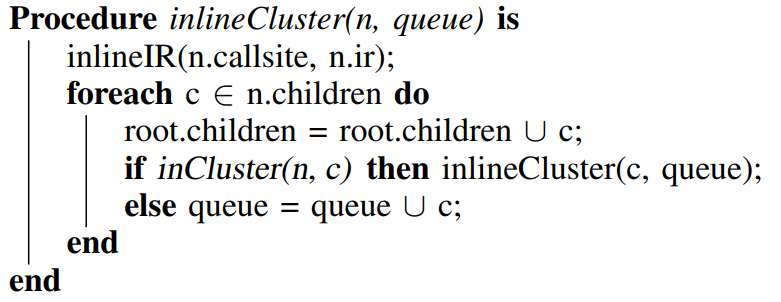 Procedure inlineCluster(n, queue) is
inlineIR(n.callsite, n.ir);
foreach c ∈ n.children do
root.children = root.children ∪ c;
if inCluster(n, c) then inlineCluster(c, queue);
else queue = queue ∪ c;
end
end